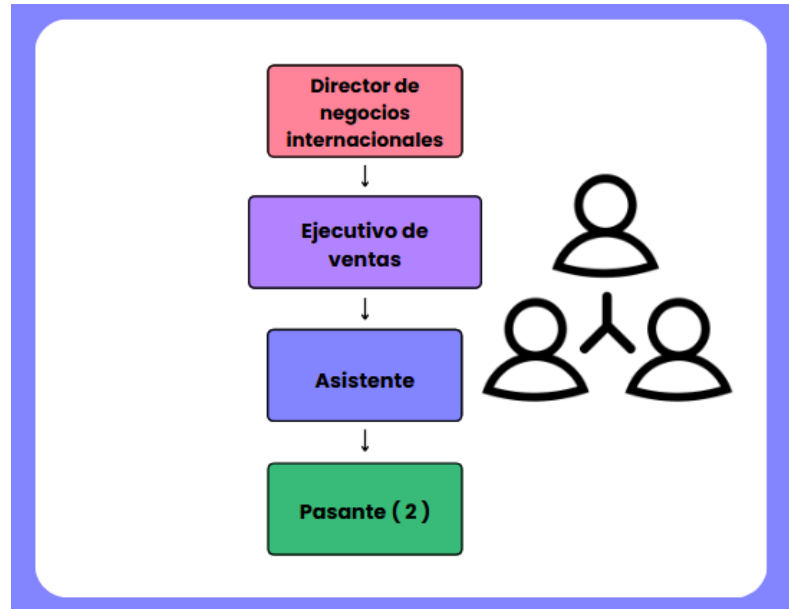 Director de
negocios
internacionales
Ejecutivo de
ventas
Asistente
Pasante ( 2 )